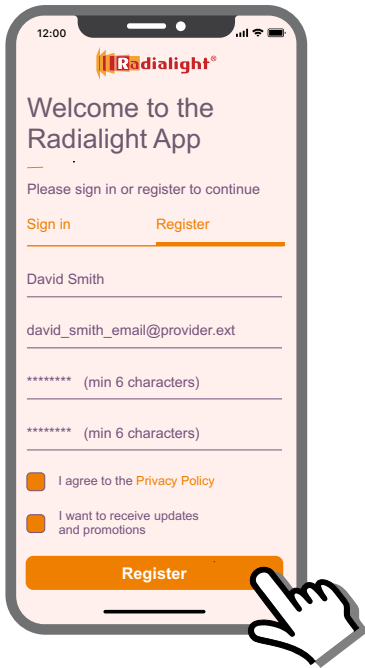 12:00
Radialight®
Welcome to the
Radialight App
Please sign in or register to continue
Sign in Register
David Smith
david_smith_email@provider.ext
******** (min 6 characters)
******** (min 6 characters)
I agree to the Privacy Policy
I want to receive updates
and promotions
Register